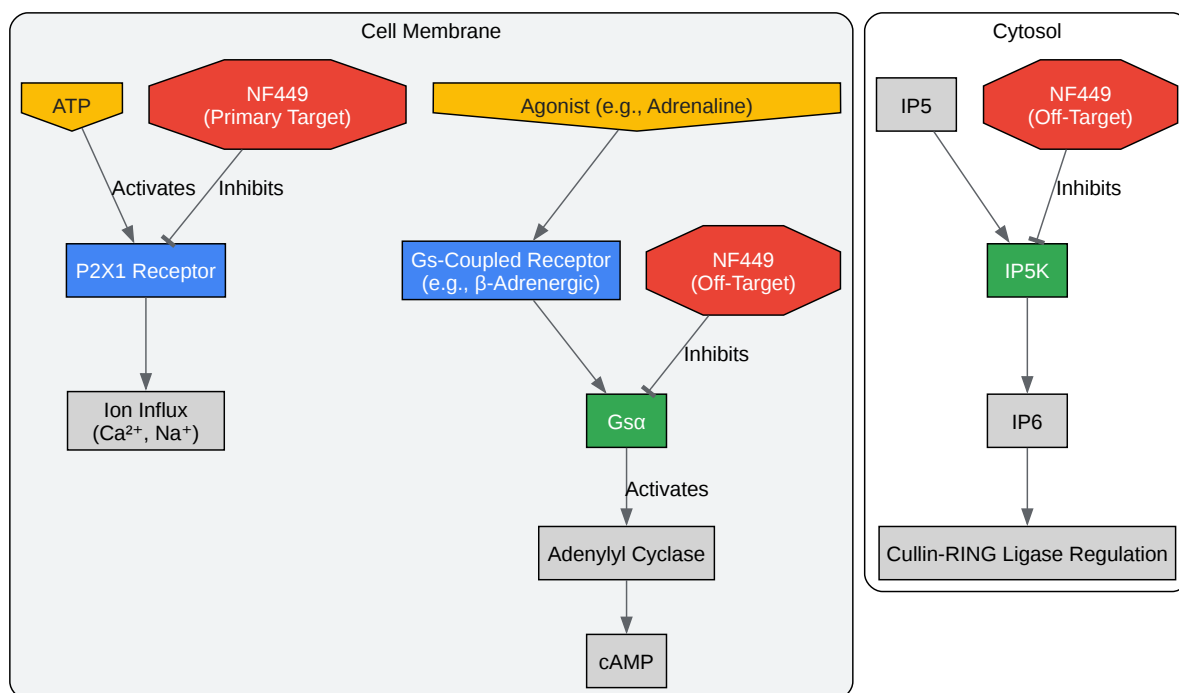 Cell Membrane
ATP
NF449
(Primary Target)
Agonist (e.g., Adrenaline)
Activates
Inhibits
P2X1 Receptor
Gs-Coupled Receptor
(e.g., β-Adrenergic)
NF449
(Off-Target)
Inhibits
Ion Influx
(Ca²⁺, Na⁺)
Gsα
Activates
Adenylyl Cyclase
cAMP
Cytosol
IP5
NF449
(Off-Target)
Inhibits
IP5K
IP6
Cullin-RING Ligase Regulation